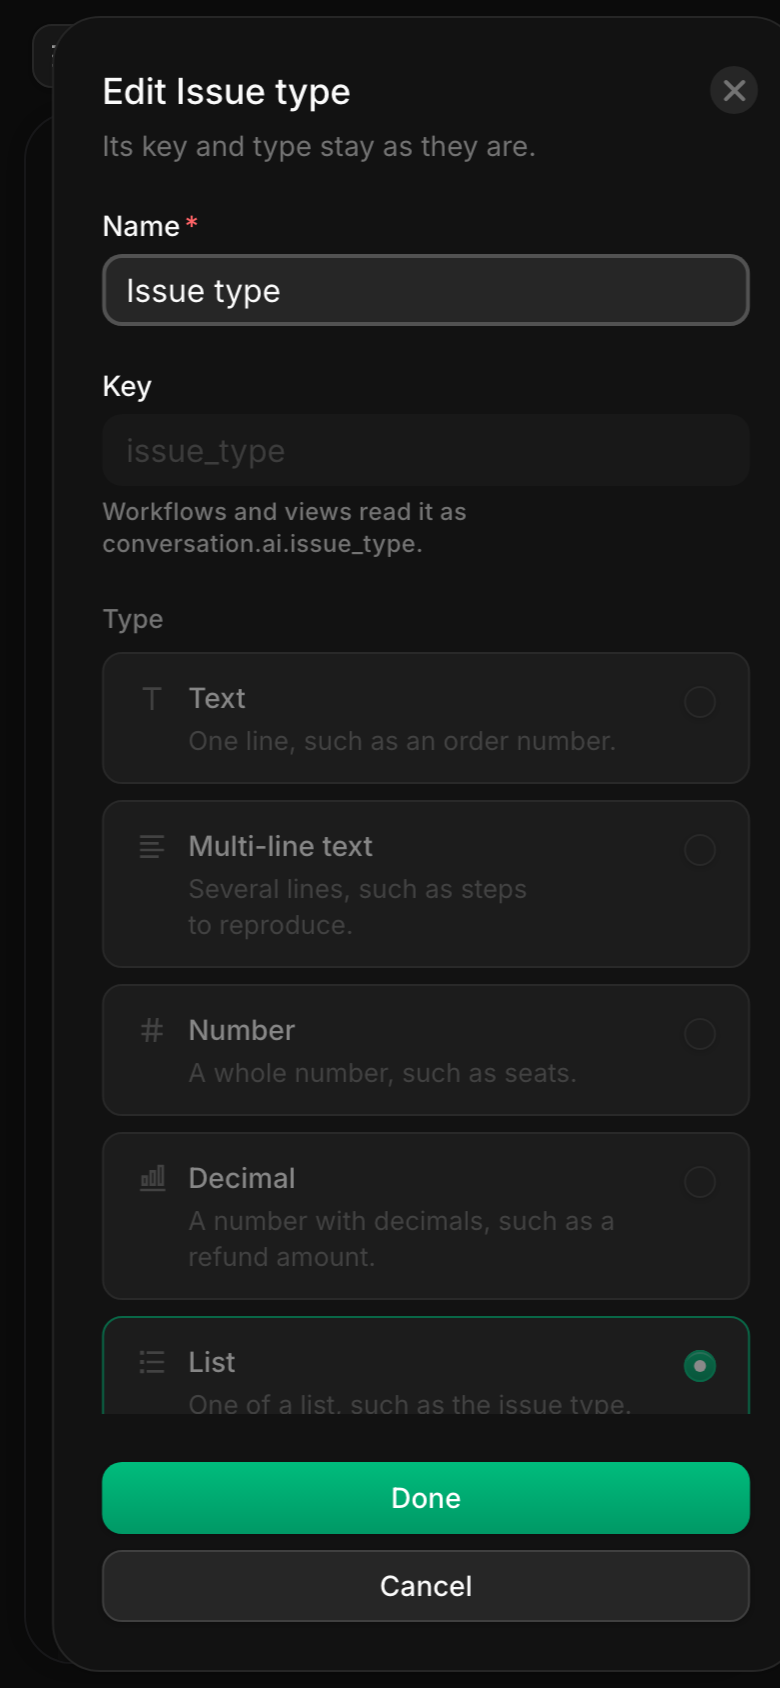 Edit Issue type
Its key and type stay as they are.
Name *
Issue type
Key
issue_type
Workflows and views read it as
conversation.ai.issue_type.
Type
Text
One line, such as an order number.
Multi-line text
Several lines, such as steps
to reproduce.
Number
A whole number, such as seats.
Decimal
A number with decimals, such as a
refund amount.
List
One of a list, such as the issue type.
Done
Cancel